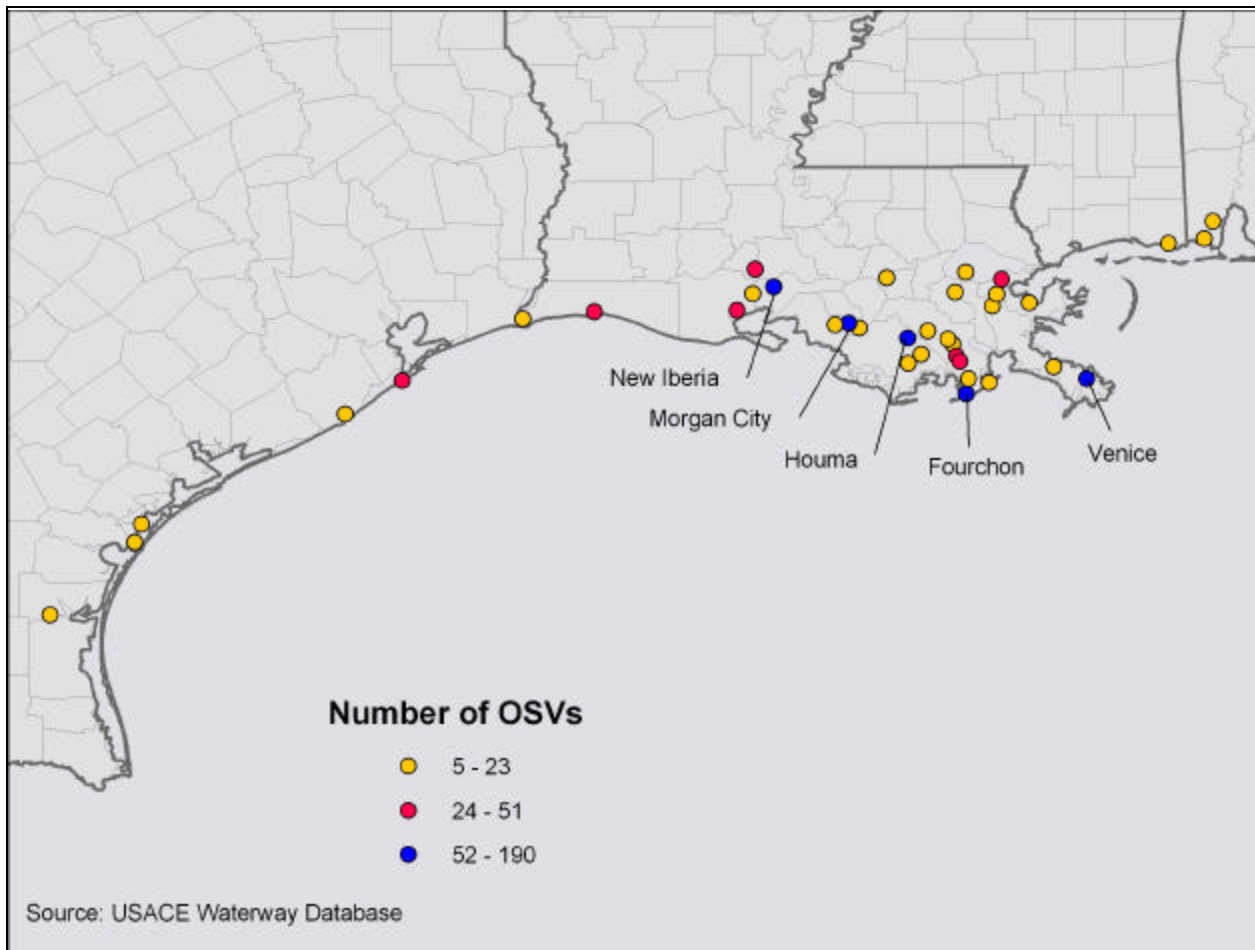 New Iberia
Morgan City
Houma
Fourchon
Venice
Number of OSVs
5 - 23
24 - 51
52 - 190
Source: USACE Waterway Database